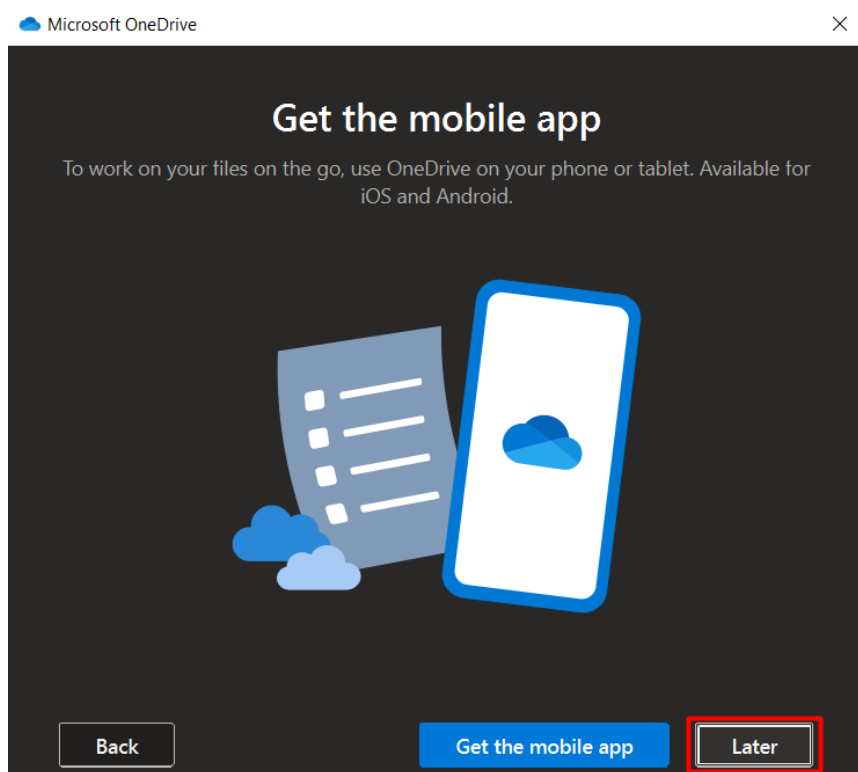 Microsoft OneDrive
Get the mobile app
To work on your files on the go, use OneDrive on your phone or tablet. Available for
iOS and Android.
Back
Get the mobile app
Later